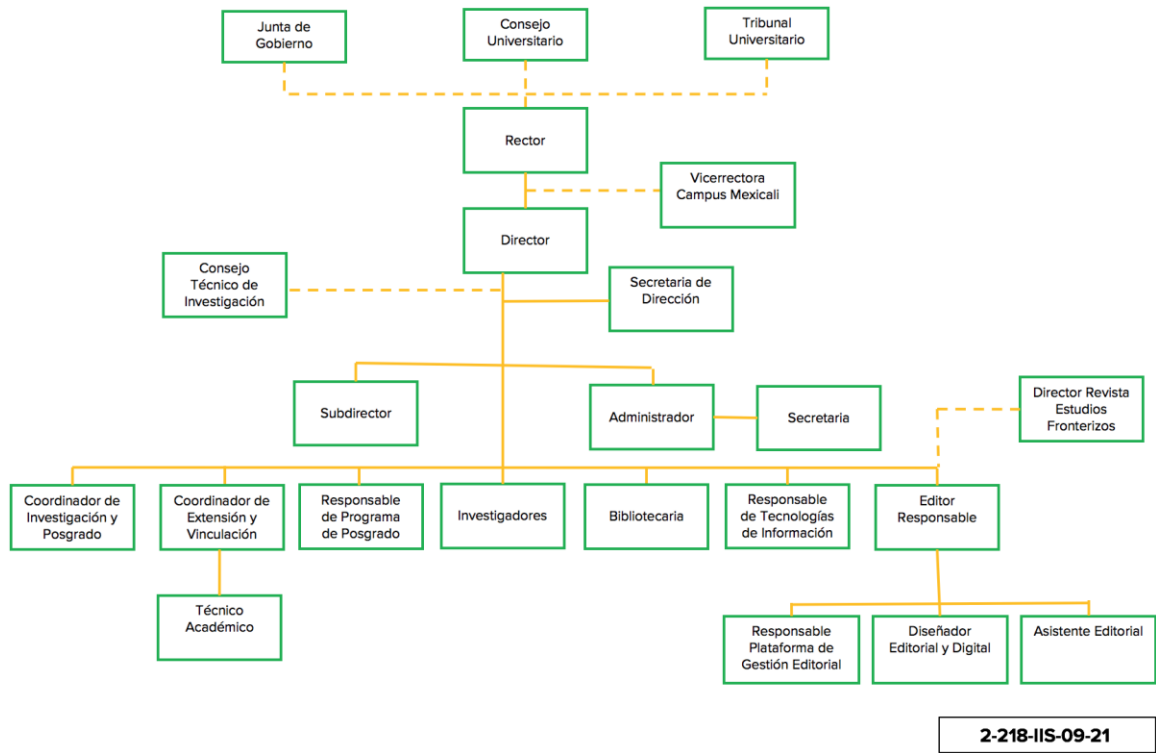 Junta de
Gobierno
Consejo
Universitario
Tribunal
Universitario
Rector
Vicerrectora
Campus Mexicali
Director
Consejo
Técnico de
Investigación
Secretaria de
Dirección
Subdirector
Administrador
Secretaria
Director Revista
Estudios
Fronterizos
Coordinador de
Investigación y
Posgrado
Coordinador de
Extensión y
Vinculación
Responsable
de Programa
de Posgrado
Investigadores
Bibliotecaria
Responsable
de Tecnologías
de Información
Editor
Responsable
Técnico
Académico
Responsable
Plataforma de
Gestión Editorial
Diseñador
Editorial y Digital
Asistente Editorial
2-218-IIS-09-21